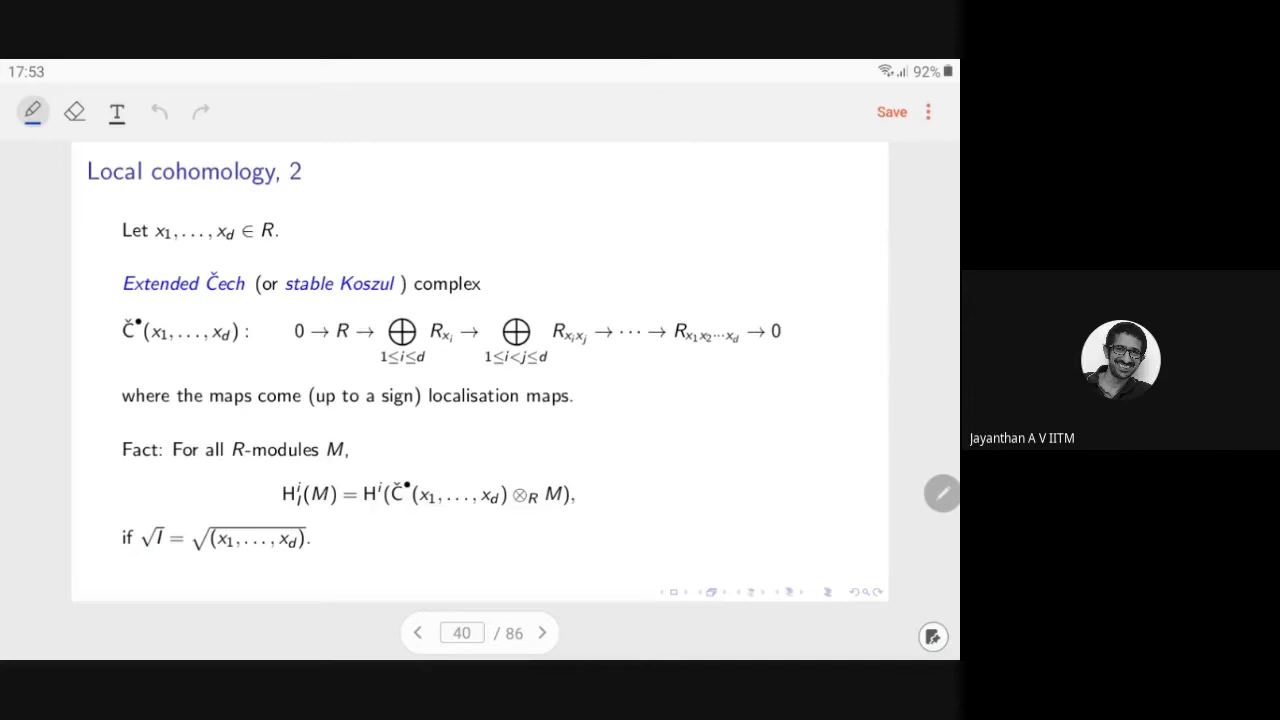 17:53
92%
T
Save
Local cohomology, 2
Let x₁, . . . , x_d ∈ R.
Extended Čech (or stable Koszul ) complex
Č•(x₁, . . . , x_d) : 0 → R → ⊕_{1≤i≤d} R_{x_i} → ⊕_{1≤i<j≤d} R_{x_i x_j} → · · · → R_{x₁x₂···x_d} → 0
where the maps come (up to a sign) localisation maps.
Fact: For all R-modules M,
H_I^i(M) = H^i(Č•(x₁, . . . , x_d) ⊗_R M),
if √I = √(x₁, . . . , x_d).
40 / 86
Jayanthan A V IITM